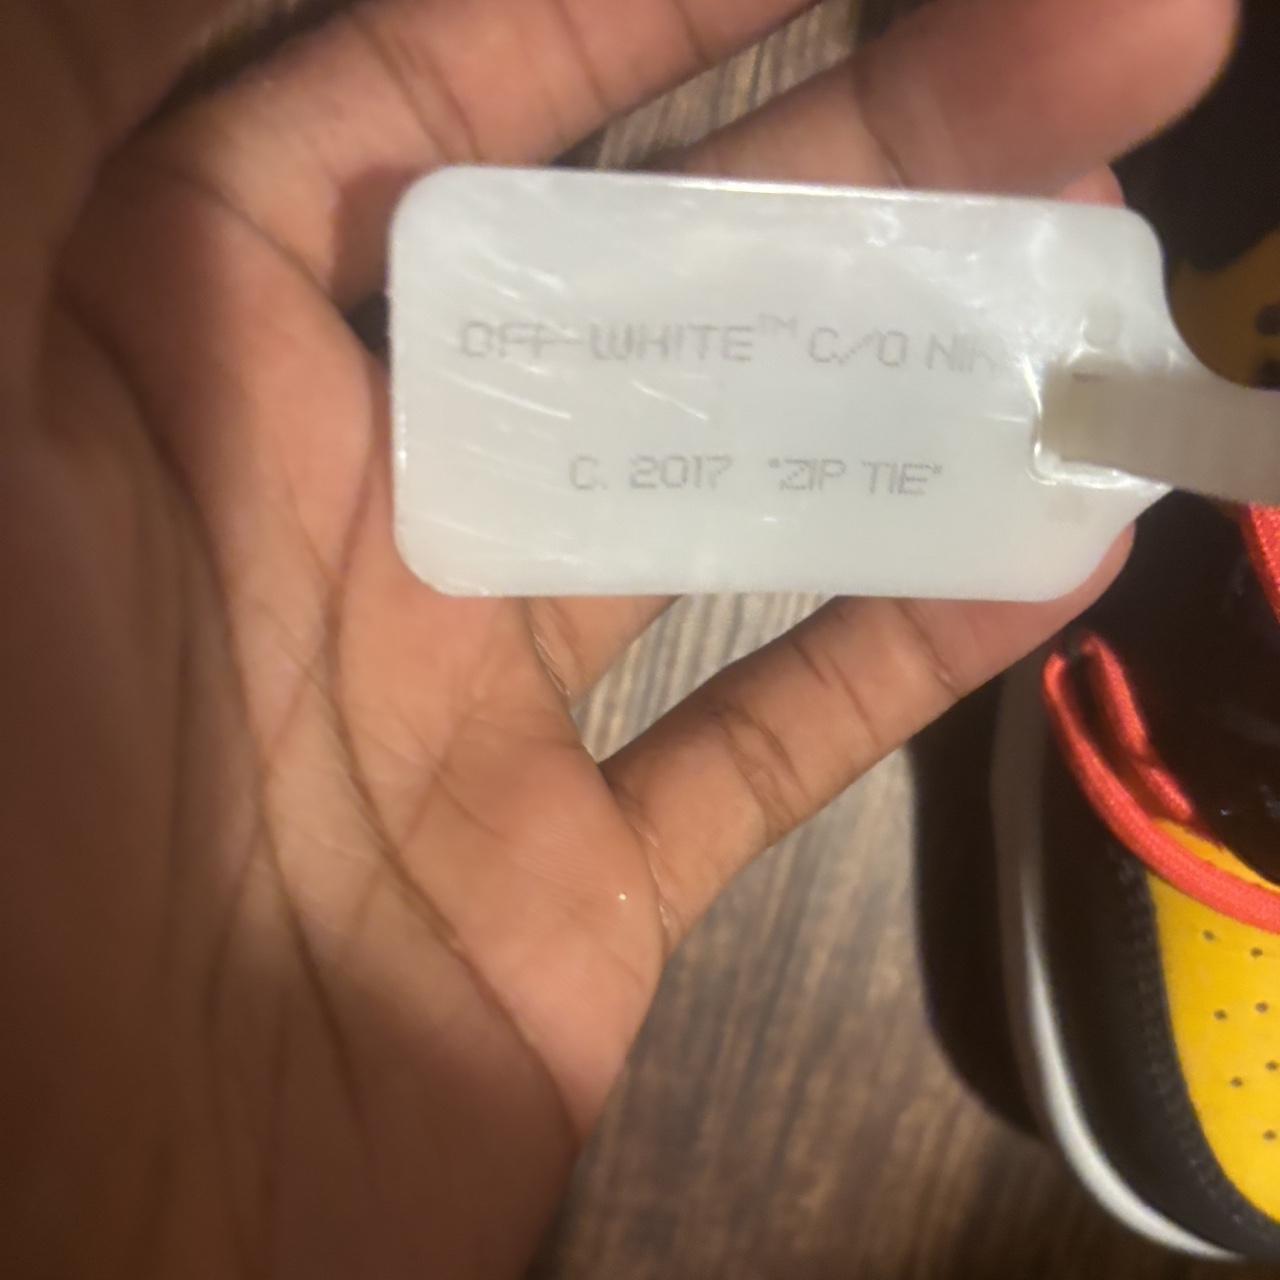 OFF-WHITE™ C/O
C. 2017 "ZIP TIE"